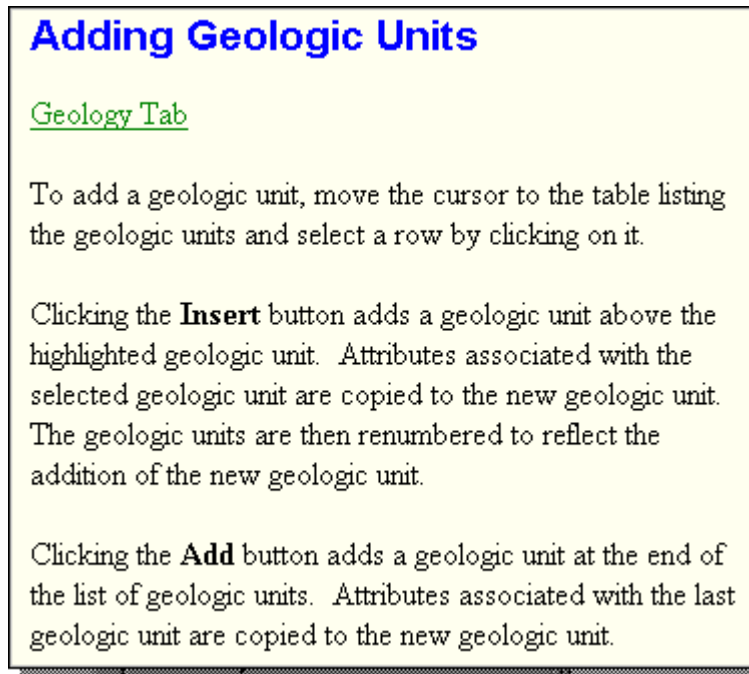 Adding Geologic Units
Geology Tab
To add a geologic unit, move the cursor to the table listing
the geologic units and select a row by clicking on it.
Clicking the Insert button adds a geologic unit above the
highlighted geologic unit.  Attributes associated with the
selected geologic unit are copied to the new geologic unit.
The geologic units are then renumbered to reflect the
addition of the new geologic unit.
Clicking the Add button adds a geologic unit at the end of
the list of geologic units.  Attributes associated with the last
geologic unit are copied to the new geologic unit.